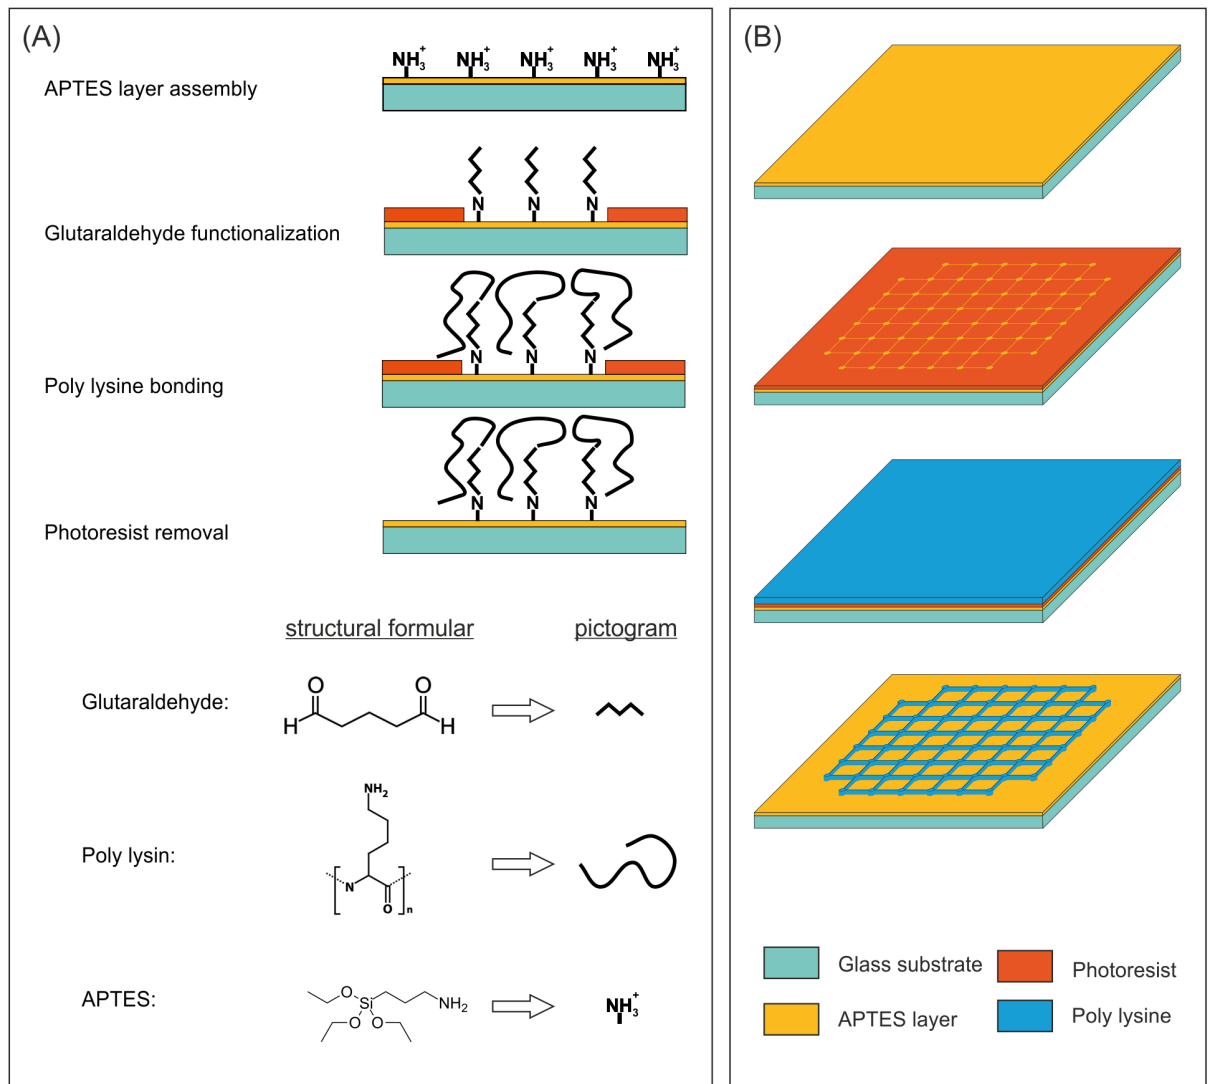 (A)
NH3+ NH3+ NH3+ NH3+ NH3+
APTES layer assembly
N N N
Glutaraldehyde functionalization
N N N
Poly lysine bonding
N N N
Photoresist removal
structural formular pictogram
Glutaraldehyde:
O O
H H
NH2
Poly lysin:
N
O
n
APTES:
O Si NH2
O O
NH3+
(B)
Glass substrate
Photoresist
APTES layer
Poly lysine